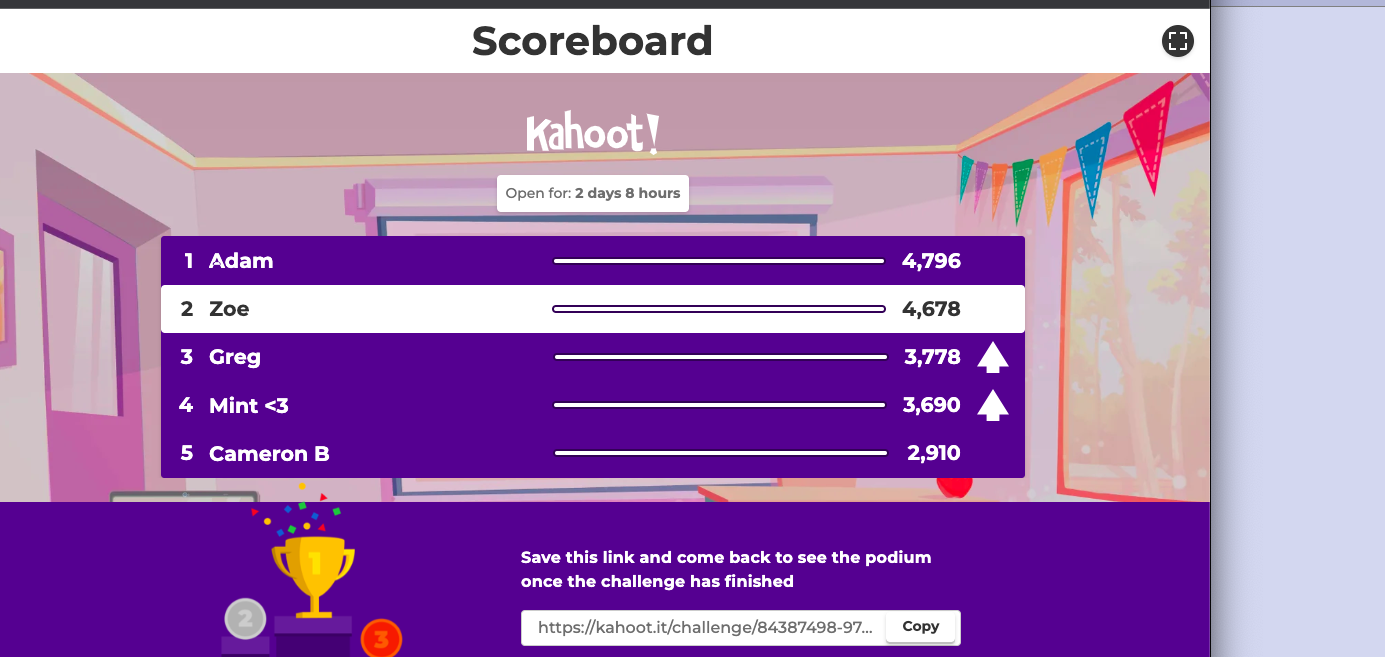 Scoreboard
Kahoot!
Open for: 2 days 8 hours
1 Adam 4,796
2 Zoe 4,678
3 Greg 3,778
4 Mint <3 3,690
5 Cameron B 2,910
1
2
3
Save this link and come back to see the podium
once the challenge has finished
https://kahoot.it/challenge/84387498-97... Copy